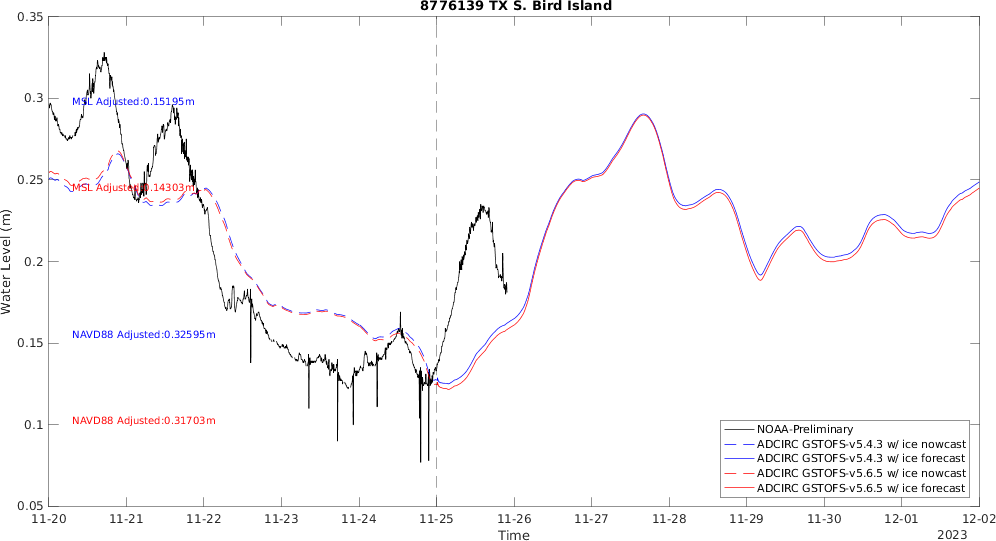 8776139 TX S. Bird Island
0.35
0.3
0.25
0.2
0.15
0.1
0.05
Water Level (m)
MSL Adjusted:0.15195m
MSL Adjusted:0.14303m
NAVD88 Adjusted:0.32595m
NAVD88 Adjusted:0.31703m
NOAA-Preliminary
ADCIRC GSTOFS-v5.4.3 w/ ice nowcast
ADCIRC GSTOFS-v5.4.3 w/ ice forecast
ADCIRC GSTOFS-v5.6.5 w/ ice nowcast
ADCIRC GSTOFS-v5.6.5 w/ ice forecast
11-20 11-21 11-22 11-23 11-24 11-25 11-26 11-27 11-28 11-29 11-30 12-01 12-02
Time
2023